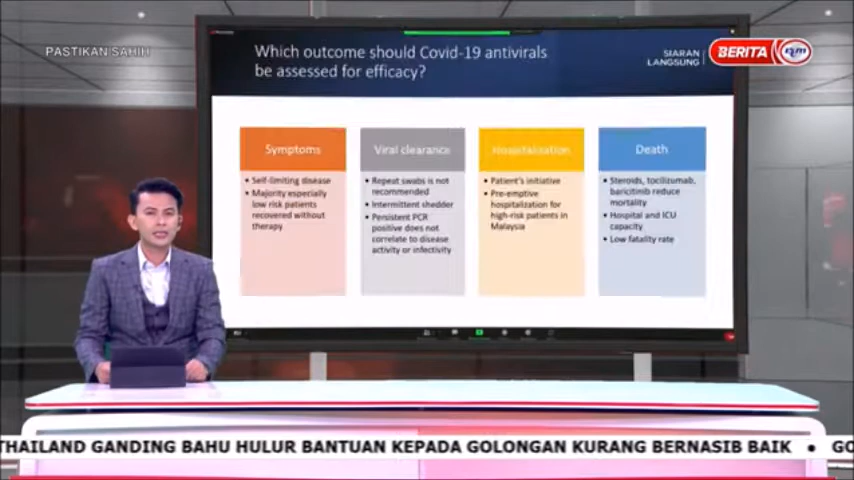 PASTIKAN SAHIH
Which outcome should Covid-19 antivirals
be assessed for efficacy?
SIARAN
LANGSUNG
BERITA rtm
Symptoms
• Self-limiting disease
• Majority especially
low risk patients
recovered without
therapy
Viral clearance
• Repeat swabs is not
recommended
• Intermittent shedder
• Persistent PCR
positive does not
correlate to disease
activity or infectivity
Hospitalisation
• Patient's initiative
• Pre-emptive
hospitalization for
high-risk patients in
Malaysia
Death
• Steroids, tocilizumab,
baricitinib reduce
mortality
• Hospital and ICU
capacity
• Low fatality rate
THAILAND GANDING BAHU HULUR BANTUAN KEPADA GOLONGAN KURANG BERNASIB BAIK • GO